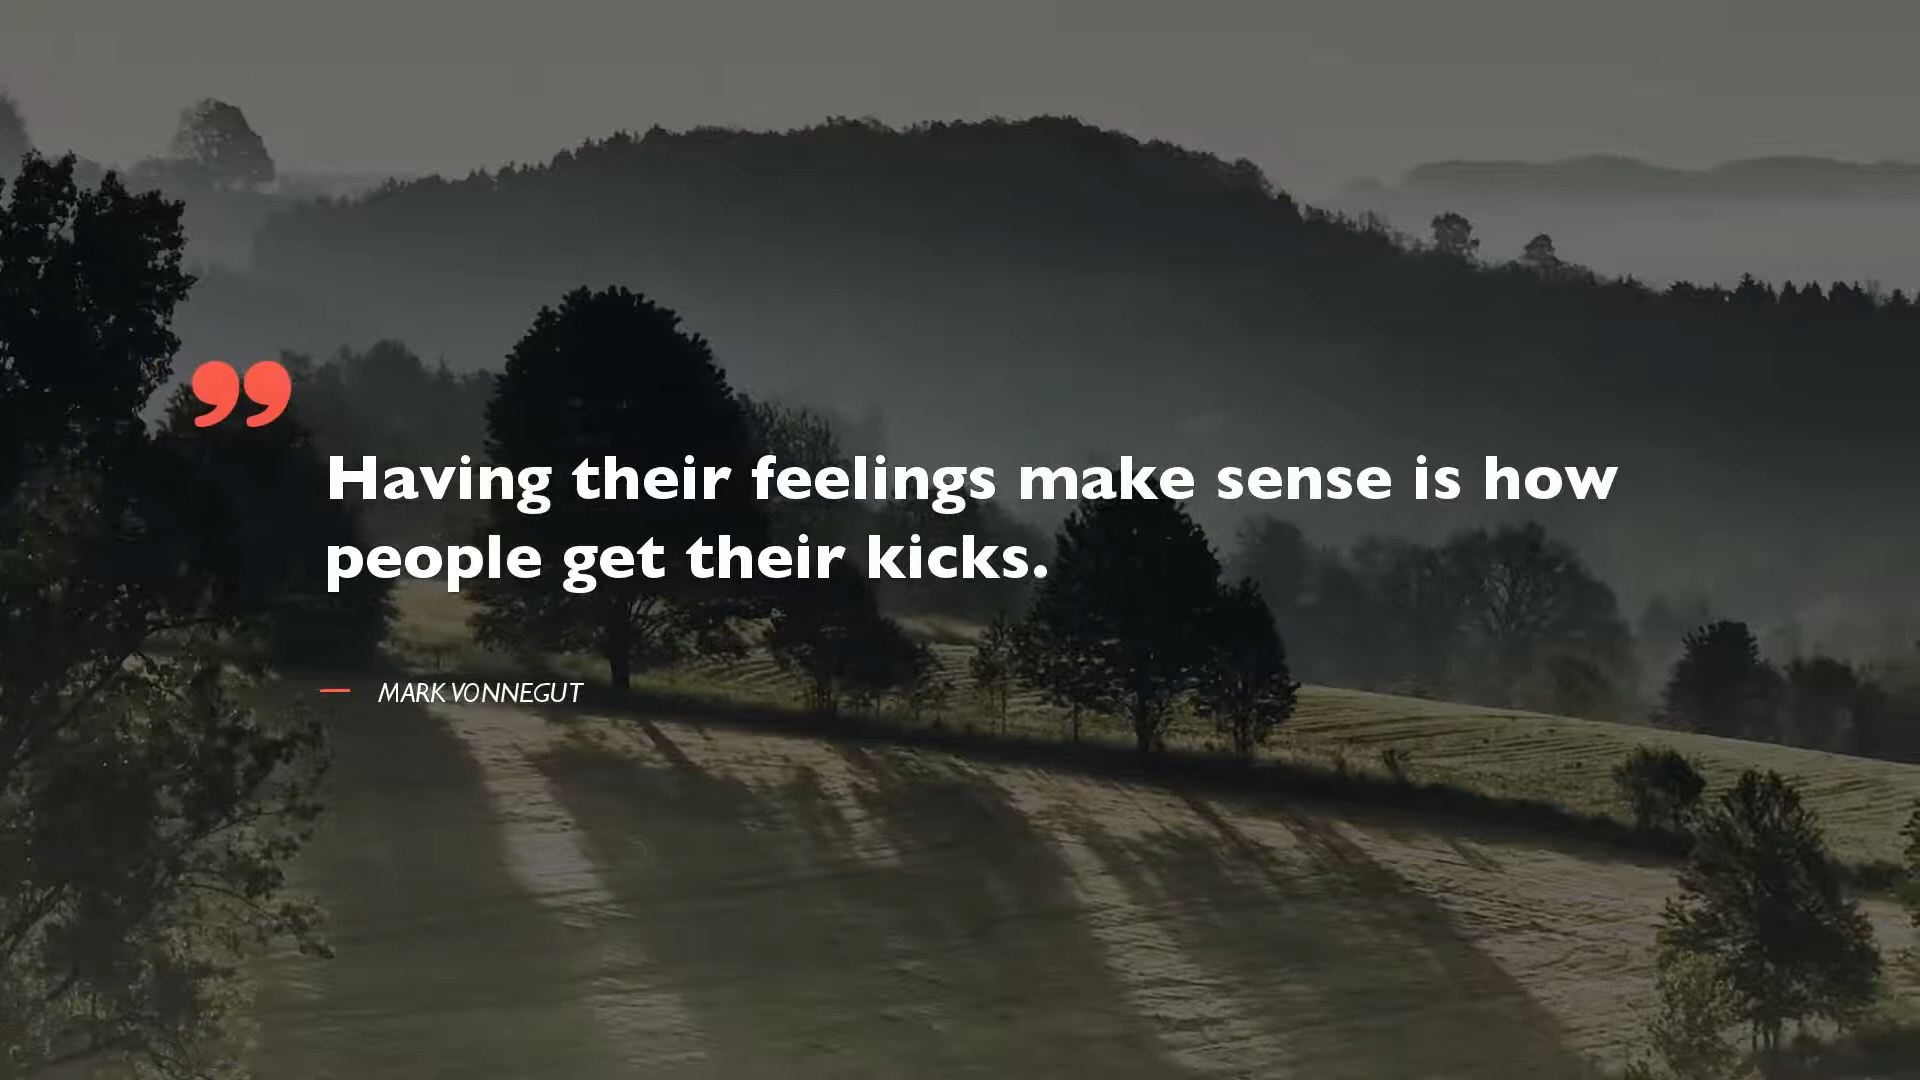 ”
Having their feelings make sense is how
people get their kicks.
— MARK VONNEGUT